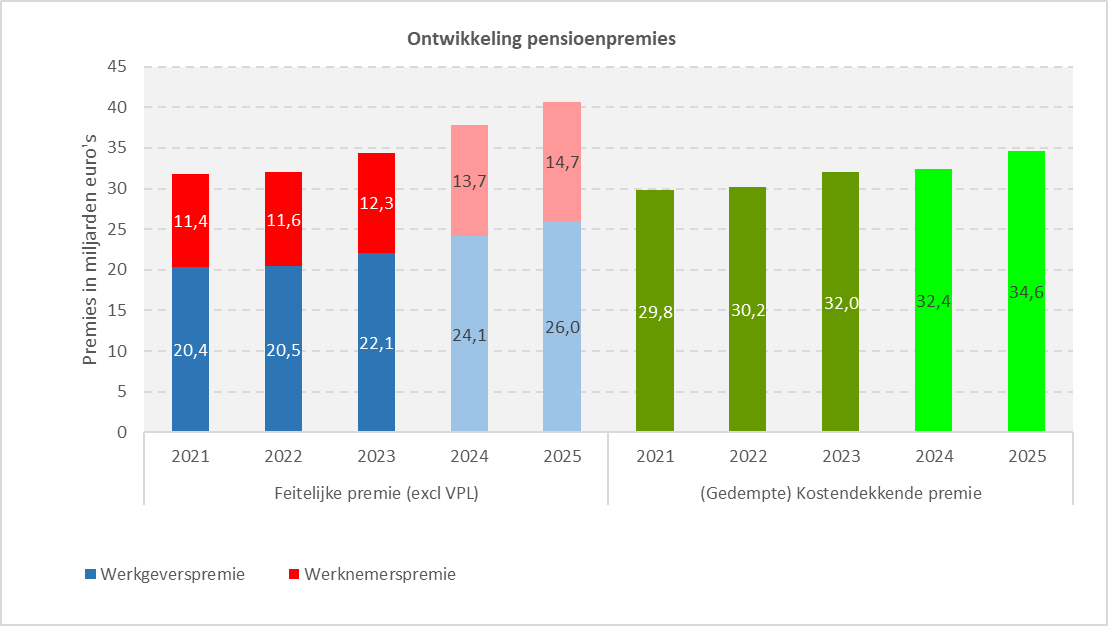 Ontwikkeling pensioenpremies
Premies in miljarden euro's
45
40
35
30
25
20
15
10
5
0
11,4 11,6 12,3 13,7 14,7
20,4 20,5 22,1 24,1 26,0
29,8 30,2 32,0 32,4 34,6
2021 2022 2023 2024 2025 2021 2022 2023 2024 2025
Feitelijke premie (excl VPL) (Gedempte) Kostendekkende premie
Werkgeverspremie Werknemerspremie